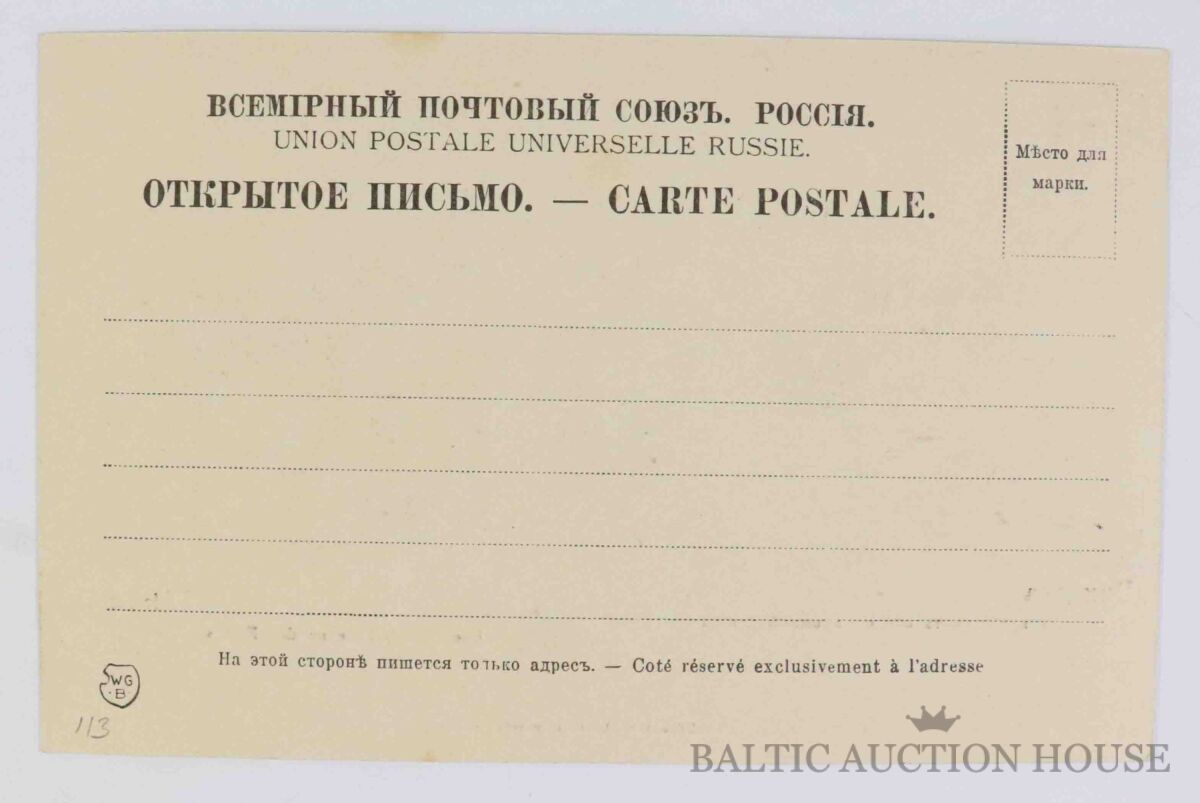 ВСЕМІРНЫЙ ПОЧТОВЫЙ СОЮЗЪ. РОССІЯ.
UNION POSTALE UNIVERSELLE RUSSIE.
ОТКРЫТОЕ ПИСЬМО. — CARTE POSTALE.
Мѣсто для
марки.
На этой сторонѣ пишется только адресъ. — Coté réservé exclusivement à l'adresse
WG
·B·
113
BALTIC AUCTION HOUSE